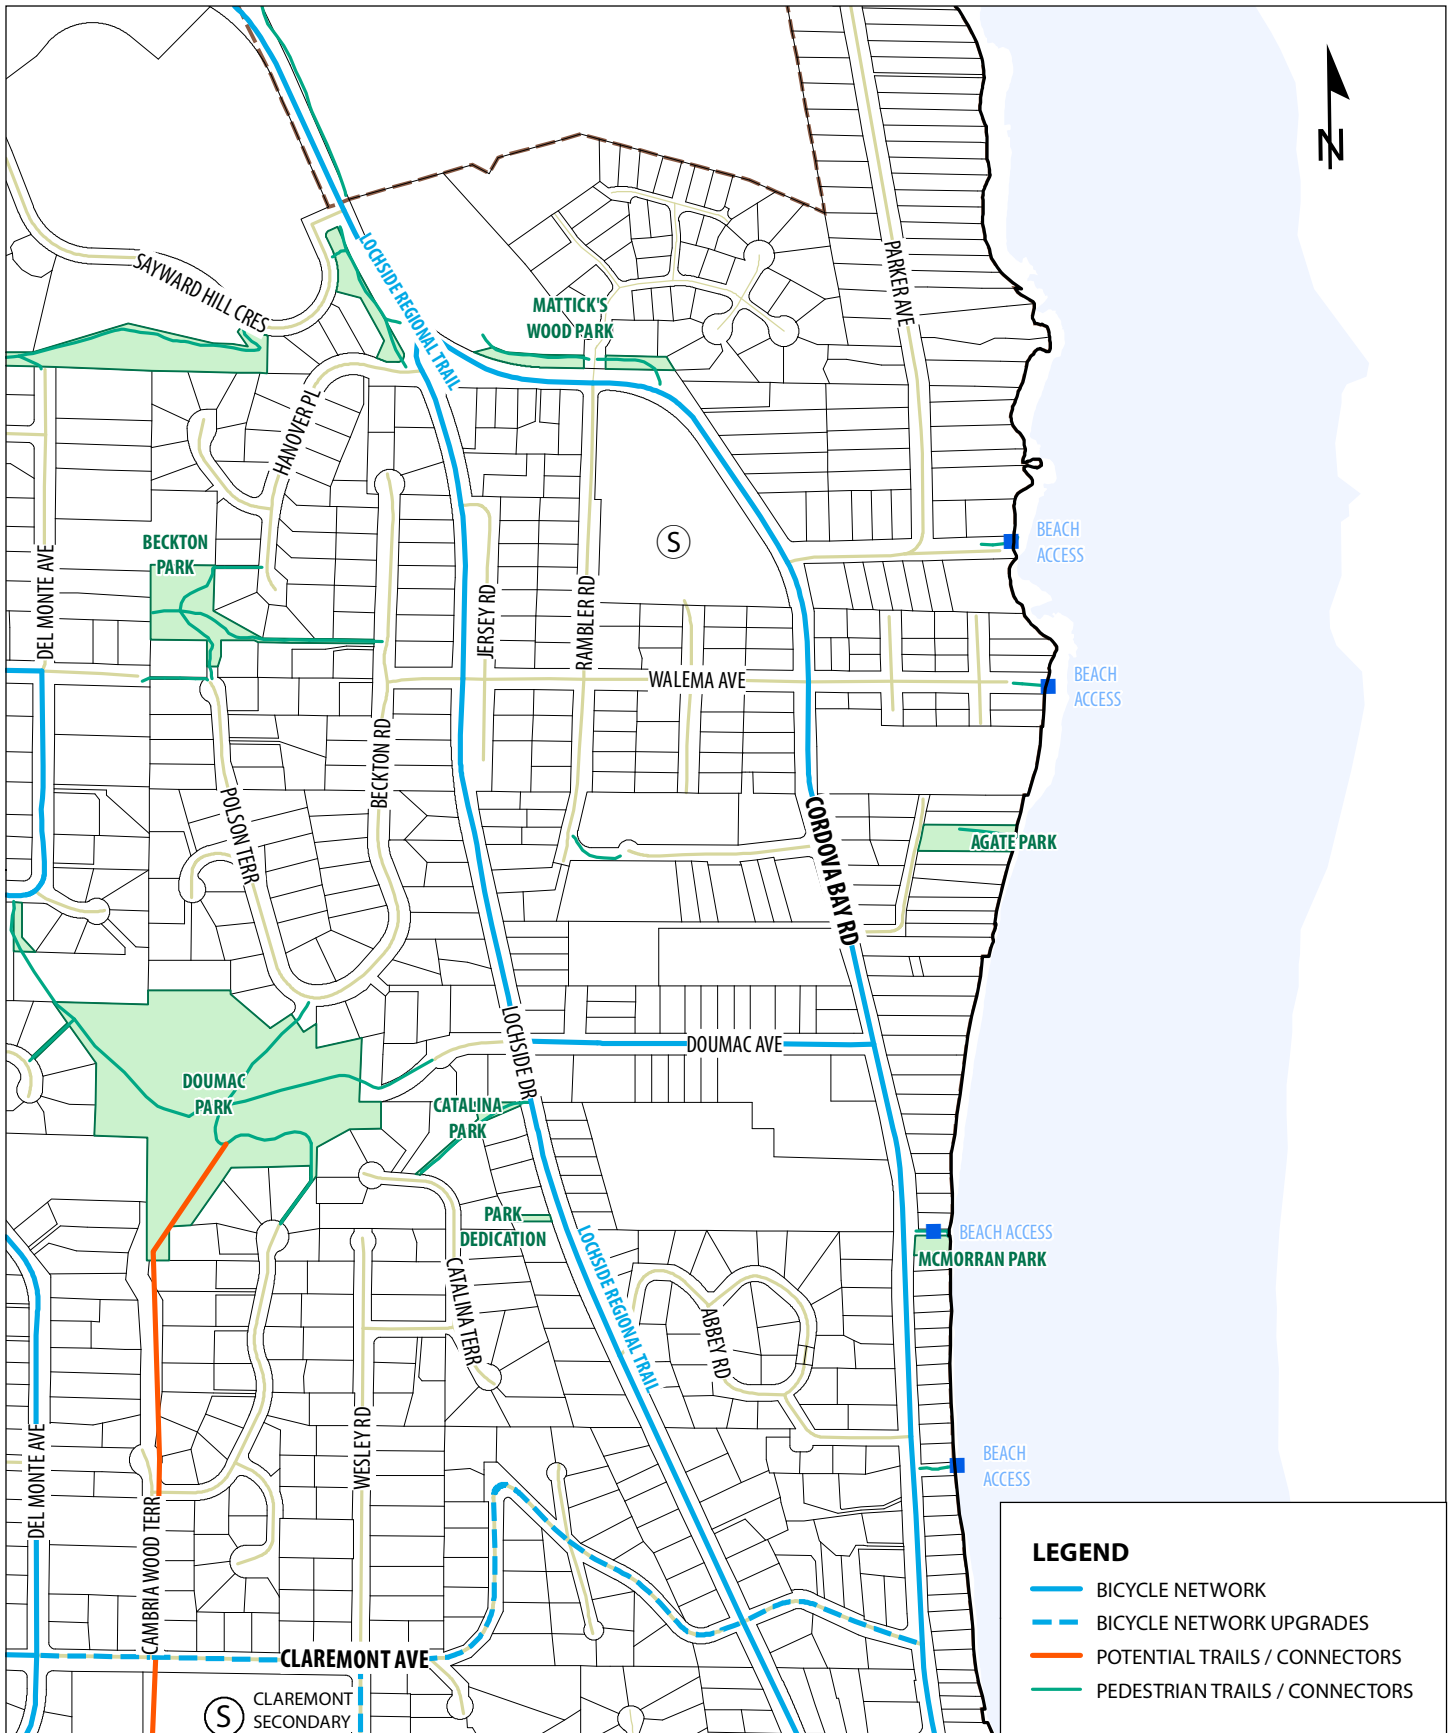 N
SAYWARD HILL CRES
LOCHSIDE REGIONAL TRAIL
PARKER AVE
MATTICK'S
WOOD PARK
HANOVER PL
BECKTON
PARK
DEL MONTE AVE
S
BEACH
ACCESS
JERSEY RD
RAMBLER RD
WALEMA AVE
BEACH
ACCESS
BECKTON RD
POLSON TERR
CORDOVA BAY RD
AGATE PARK
LOCHSIDE DR
DOUMAC AVE
DOUMAC
PARK
CATALINA
PARK
PARK
DEDICATION
BEACH ACCESS
MCMORRAN PARK
CATALINA TERR
LOCHSIDE REGIONAL TRAIL
ABBEY RD
DEL MONTE AVE
WESLEY RD
CAMBRIA WOOD TERR
BEACH
ACCESS
CLAREMONT AVE
S
CLAREMONT
SECONDARY
LEGEND
BICYCLE NETWORK
BICYCLE NETWORK UPGRADES
POTENTIAL TRAILS / CONNECTORS
PEDESTRIAN TRAILS / CONNECTORS